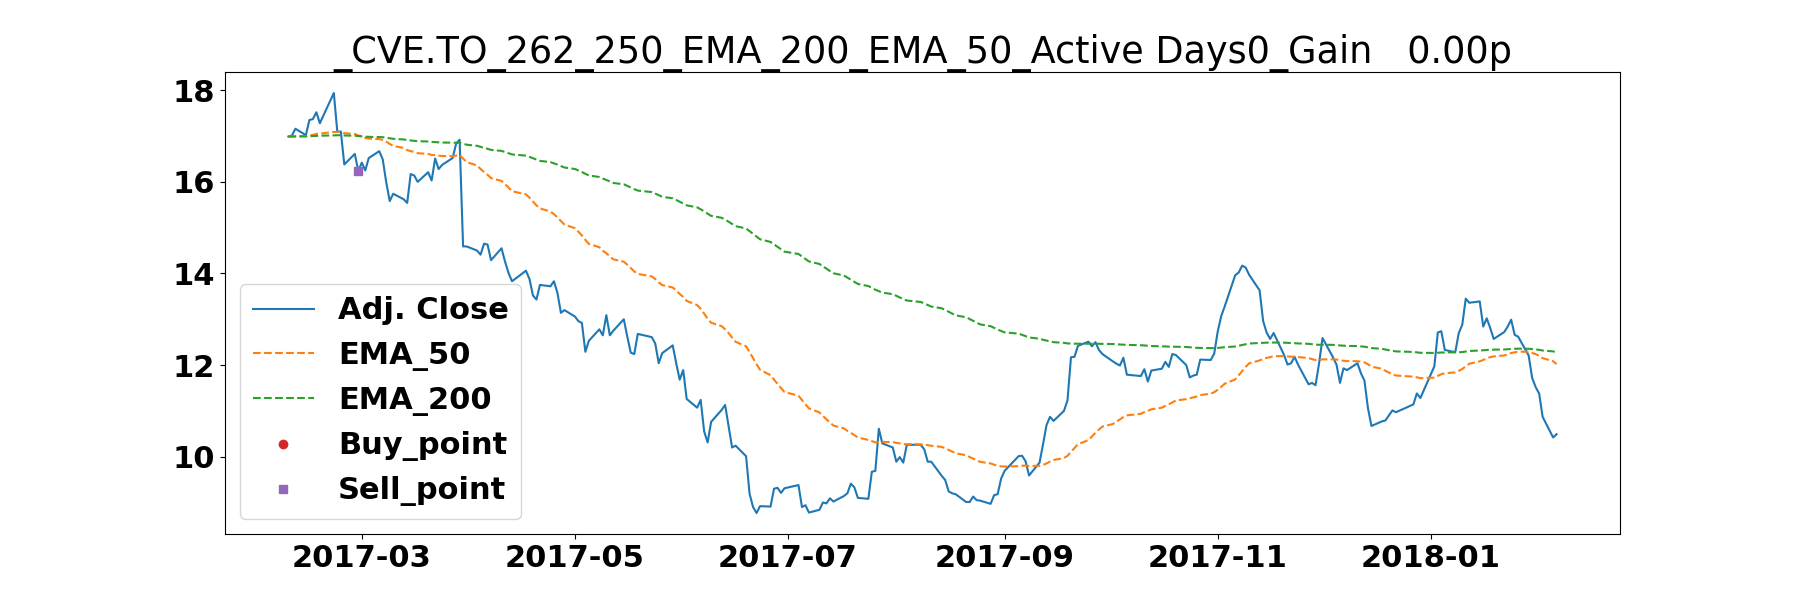 _CVE.TO_262_250_EMA_200_EMA_50_Active Days0_Gain   0.00p
18
16
14
12
10
Adj. Close
EMA_50
EMA_200
Buy_point
Sell_point
2017-03 2017-05 2017-07 2017-09 2017-11 2018-01